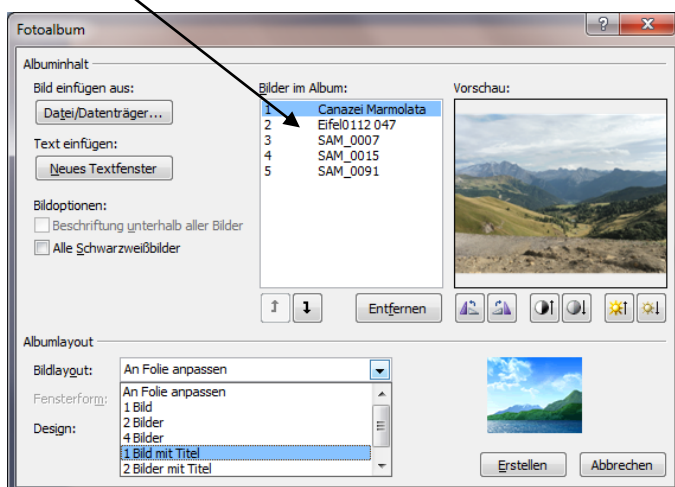 Fotoalbum
Albuminhalt
Bild einfügen aus:
Datei/Datenträger...
Text einfügen:
Neues Textfenster
Bildoptionen:
Beschriftung unterhalb aller Bilder
Alle Schwarzweißbilder
Bilder im Album:
1 Canazei Marmolata
2 Eifel0112 047
3 SAM_0007
4 SAM_0015
5 SAM_0091
Entfernen
Vorschau:
Albumlayout
Bildlayout: An Folie anpassen
Fensterform:
Design:
An Folie anpassen
1 Bild
2 Bilder
4 Bilder
1 Bild mit Titel
2 Bilder mit Titel
Erstellen
Abbrechen